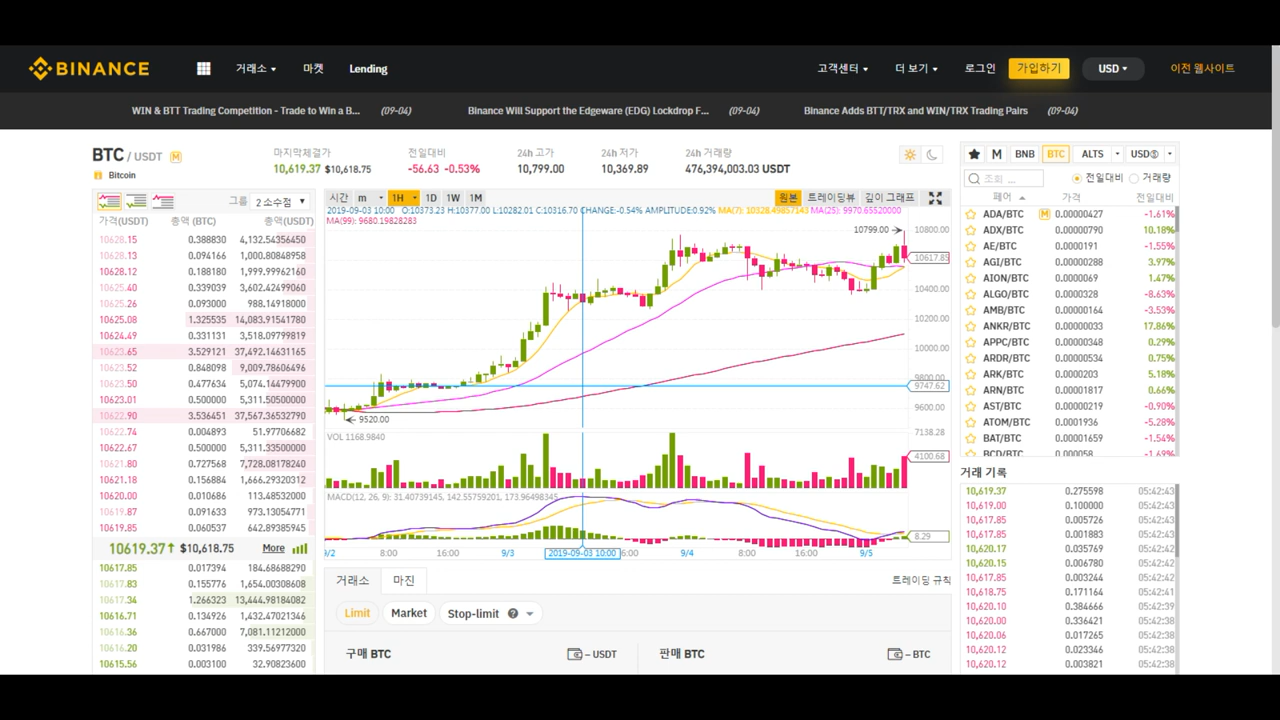 BINANCE 거래소 마켓 Lending 고객센터 더 보기 로그인 가입하기 USD 이전 웹사이트
WIN & BTT Trading Competition - Trade to Win a B... (09-04) Binance Will Support the Edgeware (EDG) Lockdrop F... (09-04) Binance Adds BTT/TRX and WIN/TRX Trading Pairs (09-04)
BTC / USDT M
Bitcoin
마지막체결가
10,619.37 $10,618.75
전일대비
-56.63 -0.53%
24h 고가
10,799.00
24h 저가
10,369.89
24h 거래량
476,394,003.03 USDT
그룹 2 소수점
가격(USDT) 총액 (BTC) 총액(USDT)
10628.15 0.388830 4,132.54356450
10628.13 0.094166 1,000.80848958
10628.12 0.188180 1,999.99962160
10625.40 0.339039 3,602.42499060
10625.26 0.093000 988.14918000
10625.08 1.325535 14,083.91541780
10624.49 0.331131 3,518.09799819
10623.65 3.529121 37,492.14631165
10623.52 0.848098 9,009.78606496
10623.50 0.477634 5,074.14479900
10623.01 0.500000 5,311.50500000
10622.90 3.536451 37,567.36532790
10622.74 0.004893 51.97706682
10622.67 0.500000 5,311.33500000
10621.80 0.727568 7,728.08178240
10621.18 0.156884 1,666.29320312
10620.00 0.010686 113.48532000
10619.87 0.091633 973.13054771
10619.85 0.060537 642.89385945
10619.37 $10,618.75 More
10617.85 0.017394 184.68688290
10617.83 0.155776 1,654.00308608
10617.34 1.266323 13,444.98184082
10616.71 0.134926 1,432.47021346
10616.36 0.667000 7,081.11212000
10616.20 0.031986 339.56977320
10615.56 0.003100 32.90823600
시간 m 1H 1D 1W 1M 원본 트레이딩뷰 깊이 그래프
2019-09-03 10:00 O:10373.23 H:10377.00 L:10282.01 C:10316.70 CHANGE:-0.54% AMPLITUDE:0.92% MA(7): 10328.49857143 MA(25): 9970.65520000
MA(99): 9680.19828283
10799.00
10800.00
10617.85
10400.00
10200.00
10000.00
9800.00
9747.62
9600.00
9520.00
VOL 1168.9840
7138.28
4100.68
MACD(12, 26, 9): 31.40739145, 142.55759201, 173.96498345
8.29
9/2 8:00 16:00 9/3 2019-09-03 10:00 6:00 9/4 8:00 16:00 9/5
거래소 마진 트레이딩 규칙
Limit Market Stop-limit
구매 BTC – USDT 판매 BTC – BTC
M BNB BTC ALTS USDⓈ
조회 ... 전일대비 거래량
페어 가격 전일대비
ADA/BTC M 0.00000427 -1.61%
ADX/BTC 0.00000790 10.18%
AE/BTC 0.0000191 -1.55%
AGI/BTC 0.00000288 3.97%
AION/BTC 0.0000069 1.47%
ALGO/BTC 0.0000328 -8.63%
AMB/BTC 0.00000164 -3.53%
ANKR/BTC 0.00000033 17.86%
APPC/BTC 0.00000348 0.29%
ARDR/BTC 0.00000534 0.75%
ARK/BTC 0.0000203 5.18%
ARN/BTC 0.00001817 0.66%
AST/BTC 0.00000219 -0.90%
ATOM/BTC 0.0001936 -5.28%
BAT/BTC 0.00001659 -1.54%
BCD/BTC 0.000058 -1.69%
거래 기록
10,619.37 0.275598 05:42:43
10,619.00 0.100000 05:42:43
10,617.85 0.005726 05:42:43
10,617.85 0.001883 05:42:43
10,620.17 0.035769 05:42:42
10,620.15 0.006780 05:42:42
10,617.85 0.003244 05:42:42
10,618.75 0.171164 05:42:41
10,620.10 0.384666 05:42:39
10,620.00 0.336421 05:42:38
10,620.06 0.017265 05:42:38
10,620.12 0.023346 05:42:38
10,620.12 0.003821 05:42:38